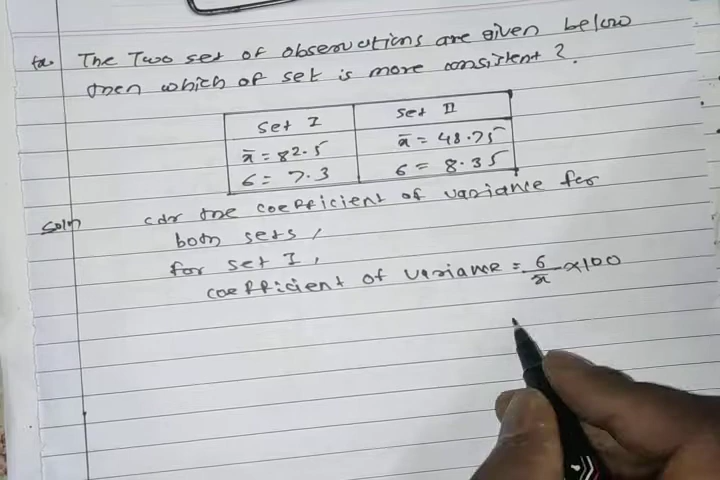 The Two set of observations are given below
then which of set is more consistent ?.
Set I Set II
x̄ = 82.5 x̄ = 48.75
σ = 7.3 σ = 8.35
Soln cdr the coefficient of variance for
both sets,
for set I,
coefficient of variance = σ/x̄ ×100